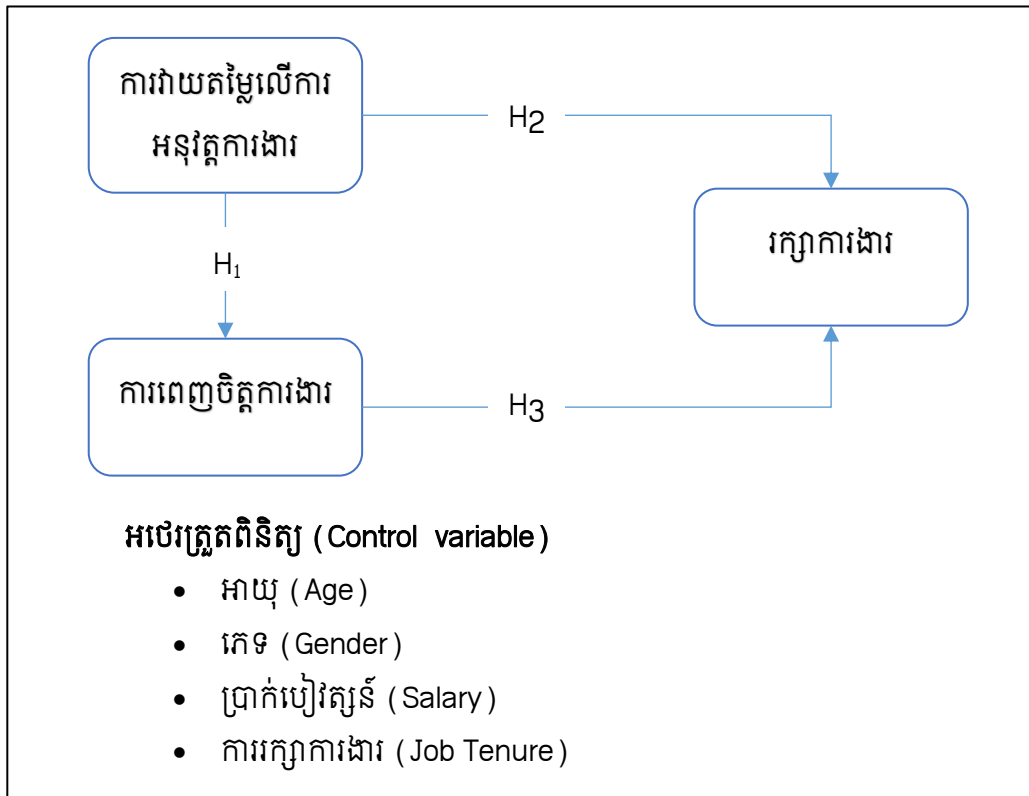 ការវាយតម្លៃលើការ
អនុវត្តការងារ
H2
រក្សាការងារ
H₁
ការពេញចិត្តការងារ
H3
អថេរត្រួតពិនិត្យ (Control variable)
• អាយុ (Age)
• ភេទ (Gender)
• ប្រាក់បៀវត្សន៍ (Salary)
• ការរក្សាការងារ (Job Tenure)